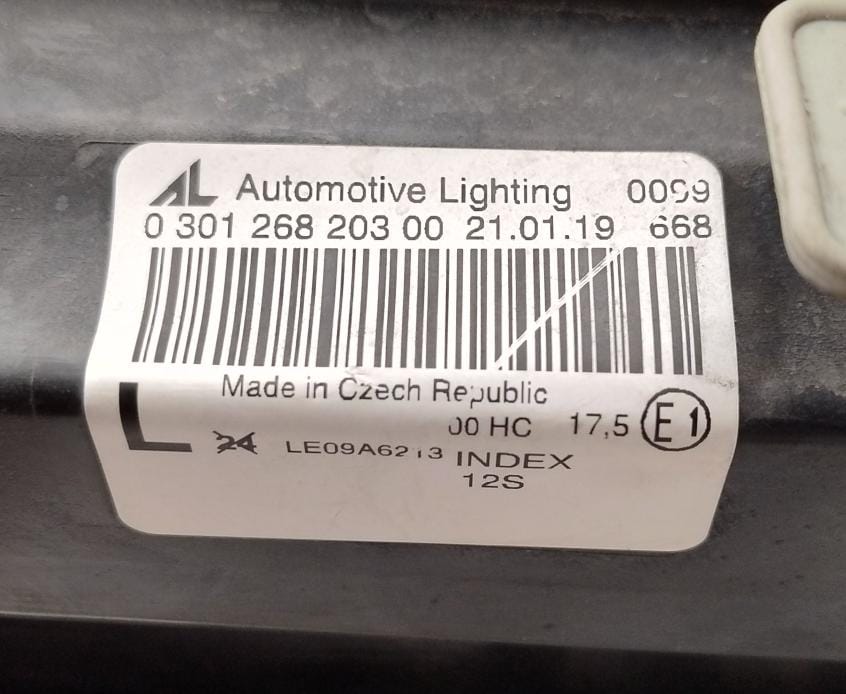 AL Automotive Lighting 0099
0 301 268 203 00 21.01.19 668
Made in Czech Republic
L 00 HC 17,5 E1
24 LE09A6213 INDEX
12S